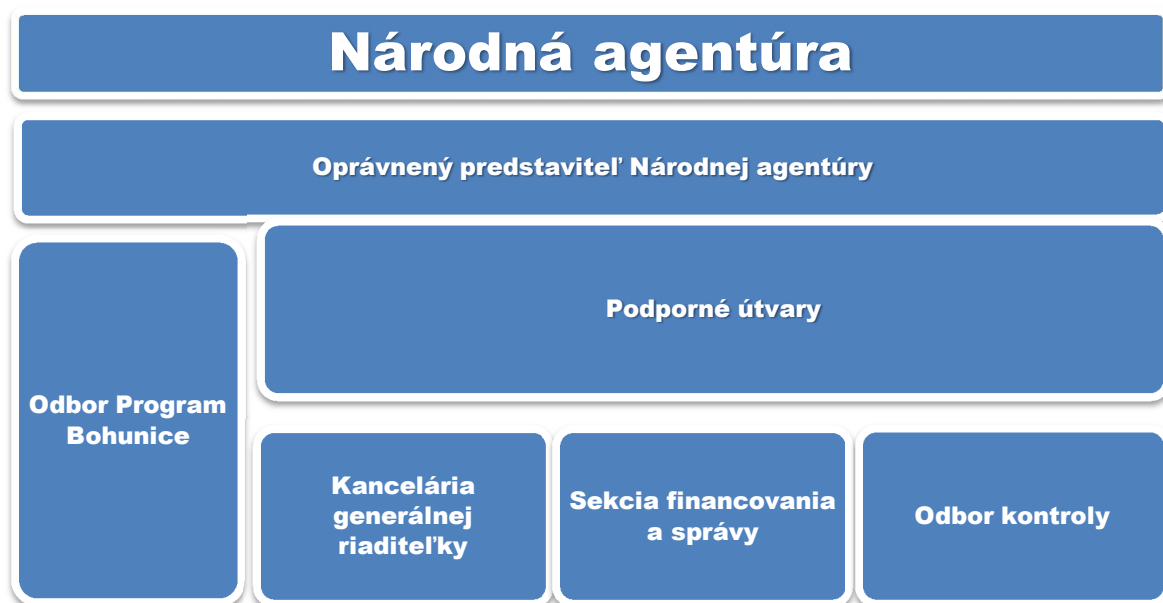 Národná agentúra
Oprávnený predstaviteľ Národnej agentúry
Podporné útvary
Odbor Program
Bohunice
Kancelária
generálnej
riaditeľky
Sekcia financovania
a správy
Odbor kontroly